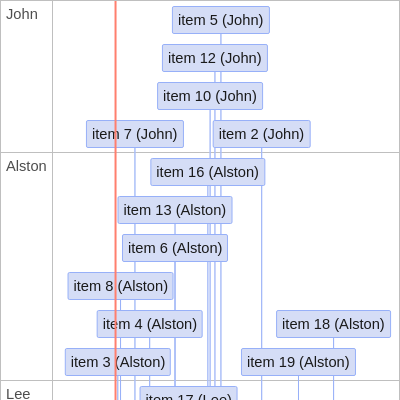 John
item 5 (John)
item 12 (John)
item 10 (John)
item 7 (John)
item 2 (John)
Alston
item 16 (Alston)
item 13 (Alston)
item 6 (Alston)
item 8 (Alston)
item 4 (Alston)
item 18 (Alston)
item 3 (Alston)
item 19 (Alston)
Lee
item 17 (Lee)